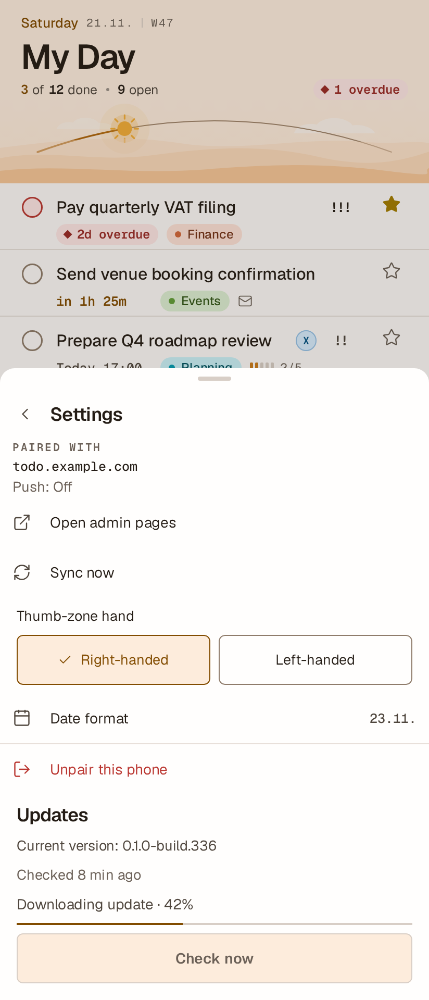 Saturday 21.11. | W47
My Day
3 of 12 done • 9 open
1 overdue
Pay quarterly VAT filing !!!
2d overdue Finance
Send venue booking confirmation
in 1h 25m Events
Prepare Q4 roadmap review X !!
Today 17:00 Planning 2/5
Settings
PAIRED WITH
todo.example.com
Push: Off
Open admin pages
Sync now
Thumb-zone hand
Right-handed Left-handed
Date format 23.11.
Unpair this phone
Updates
Current version: 0.1.0-build.336
Checked 8 min ago
Downloading update · 42%
Check now